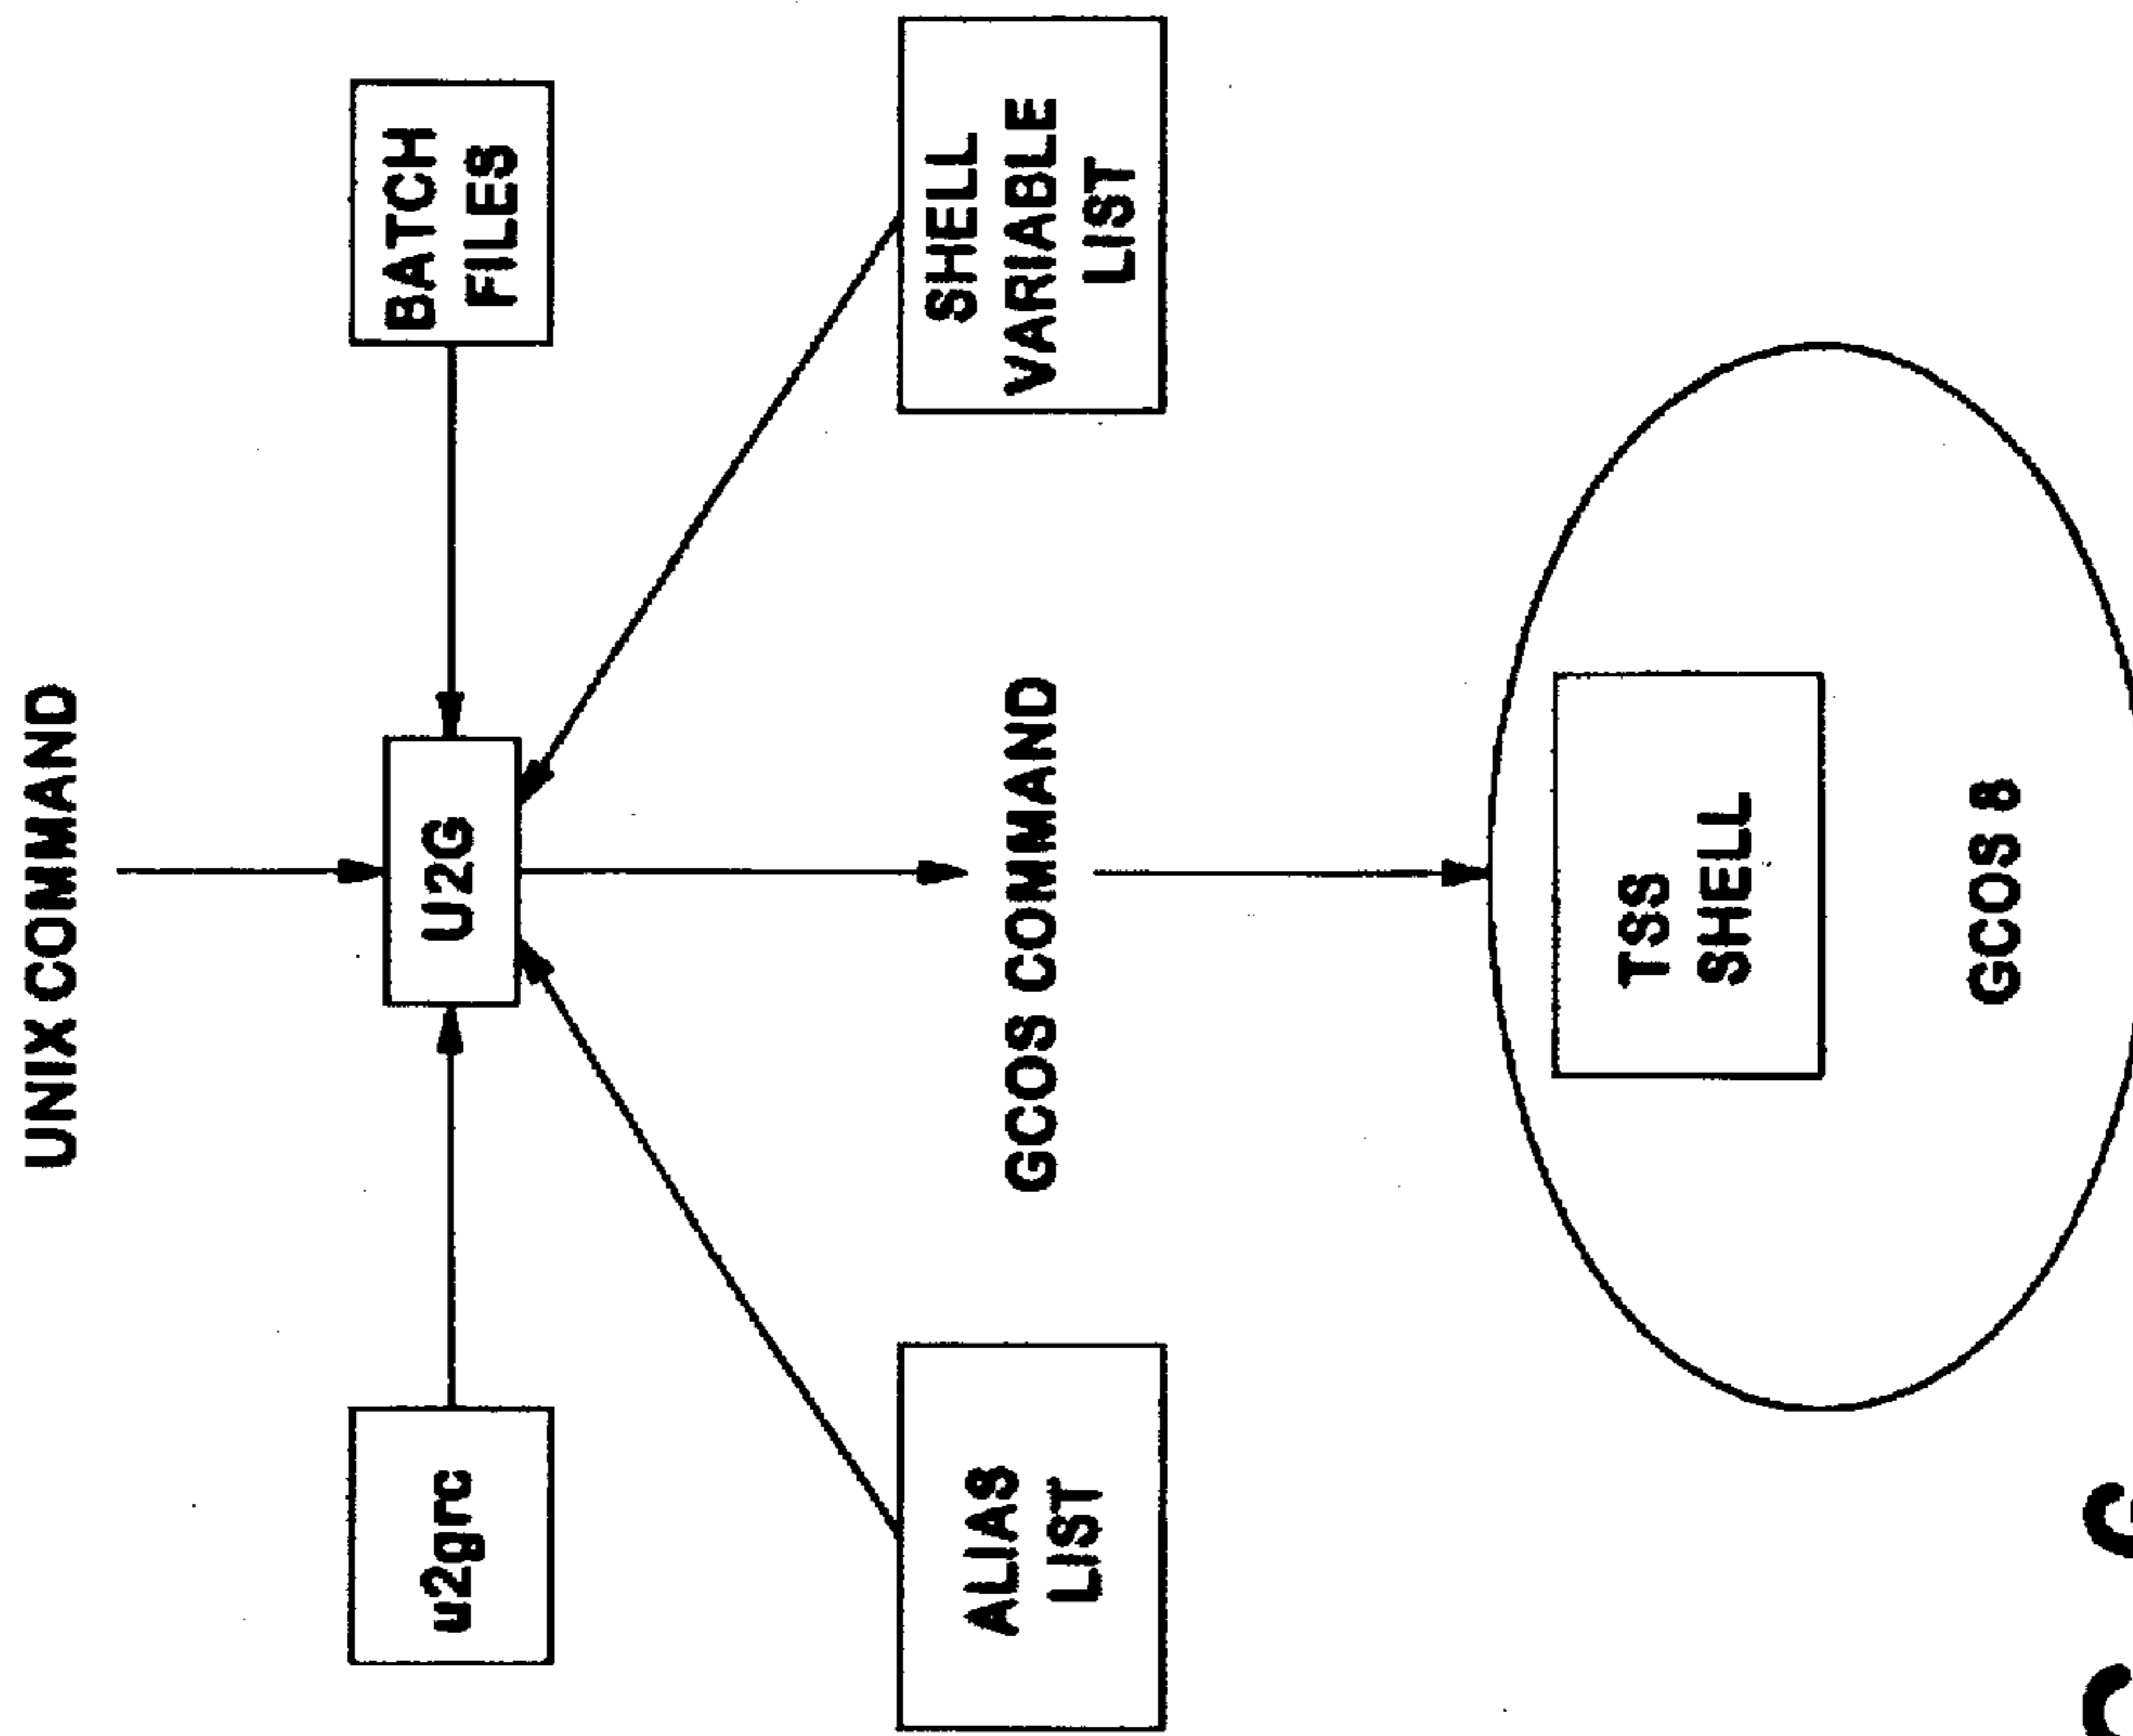 UNIX COMMAND
u2grc
U2G
BATCH
FILES
ALIAS
LIST
GCOS COMMAND
SHELL
VARIABLE
LIST
TSS
SHELL
GCOS 8